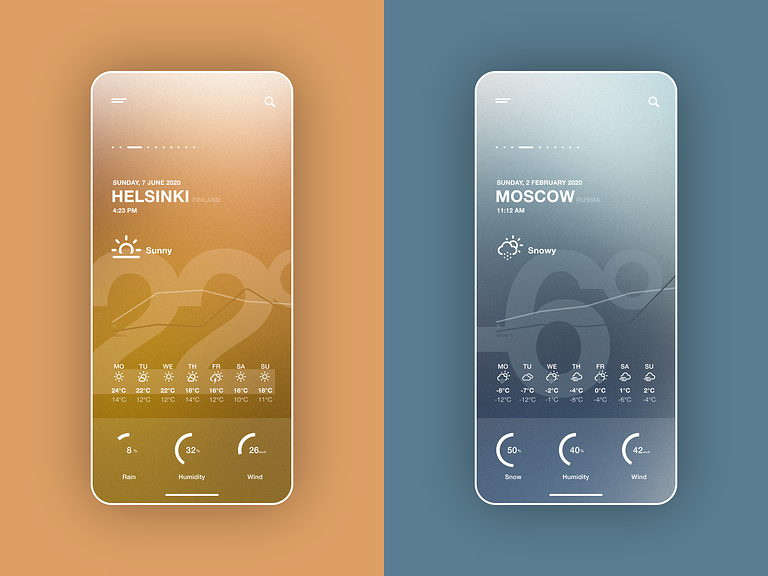 SUNDAY, 7 JUNE 2020
HELSINKI FINLAND
4:23 PM
Sunny
22°
MO TU WE TH FR SA SU
24°C 22°C 22°C 18°C 16°C 16°C 18°C
14°C 12°C 12°C 14°C 12°C 10°C 11°C
8 % 32 % 26
Rain Humidity Wind
SUNDAY, 2 FEBRUARY 2020
MOSCOW RUSSIA
11:12 AM
Snowy
-6°
MO TU WE TH FR SA SU
-8°C -7°C -2°C -4°C 0°C 1°C 2°C
-12°C -12°C -1°C -8°C -4°C -6°C -4°C
50 % 40 % 42
Snow Humidity Wind